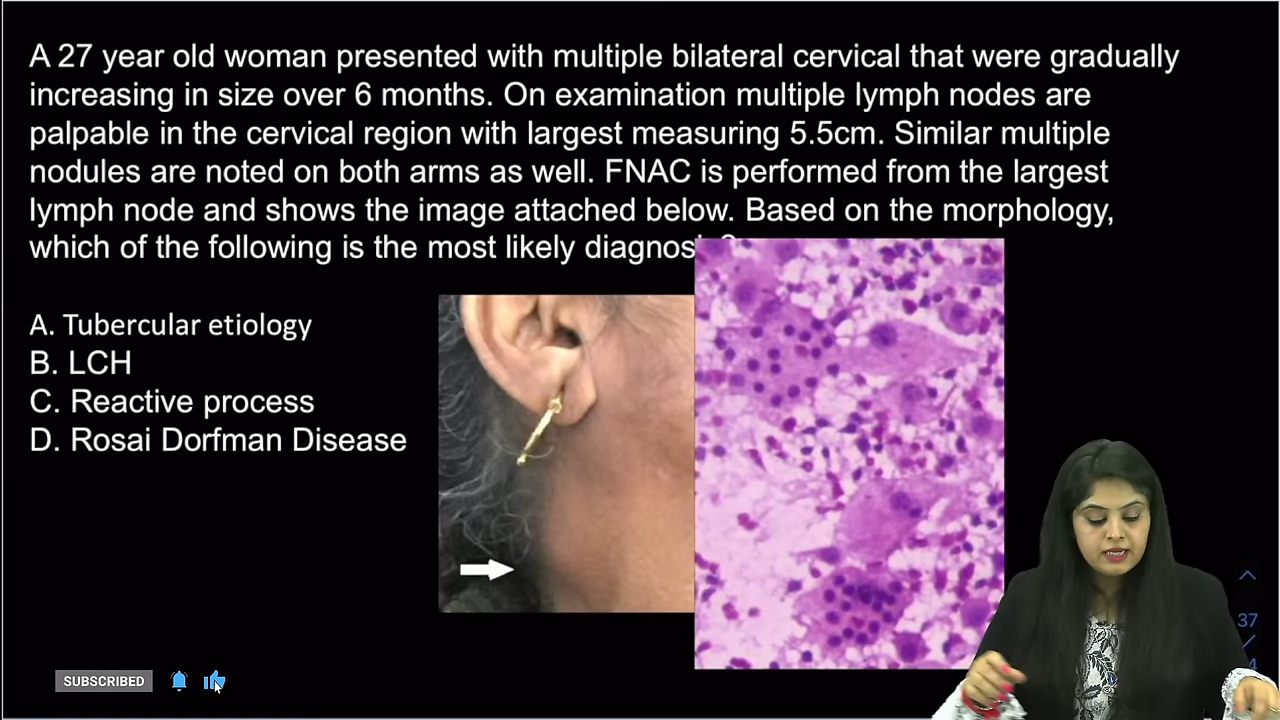 A 27 year old woman presented with multiple bilateral cervical that were gradually
increasing in size over 6 months. On examination multiple lymph nodes are
palpable in the cervical region with largest measuring 5.5cm. Similar multiple
nodules are noted on both arms as well. FNAC is performed from the largest
lymph node and shows the image attached below. Based on the morphology,
which of the following is the most likely
A. Tubercular etiology
B. LCH
C. Reactive process
D. Rosai Dorfman Disease
37
SUBSCRIBED